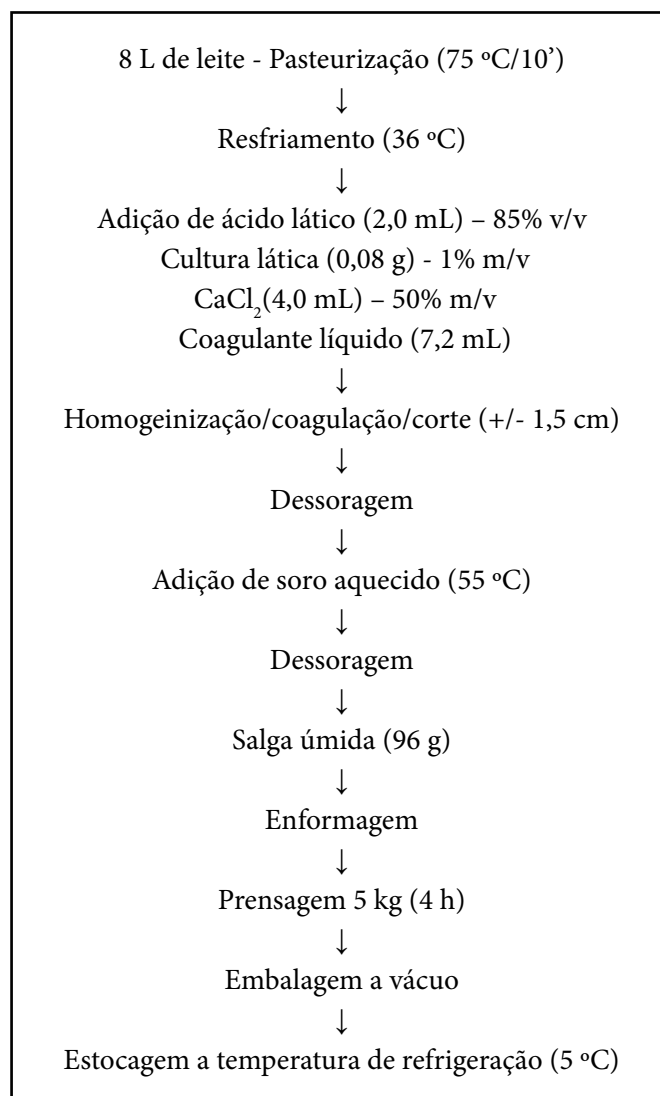 8 L de leite - Pasteurização (75 ºC/10’)
↓
Resfriamento (36 ºC)
↓
Adição de ácido lático (2,0 mL) – 85% v/v
Cultura lática (0,08 g) - 1% m/v
CaCl2(4,0 mL) – 50% m/v
Coagulante líquido (7,2 mL)
↓
Homogeinização/coagulação/corte (+/- 1,5 cm)
↓
Dessoragem
↓
Adição de soro aquecido (55 ºC)
↓
Dessoragem
↓
Salga úmida (96 g)
↓
Enformagem
↓
Prensagem 5 kg (4 h)
↓
Embalagem a vácuo
↓
Estocagem a temperatura de refrigeração (5 ºC)